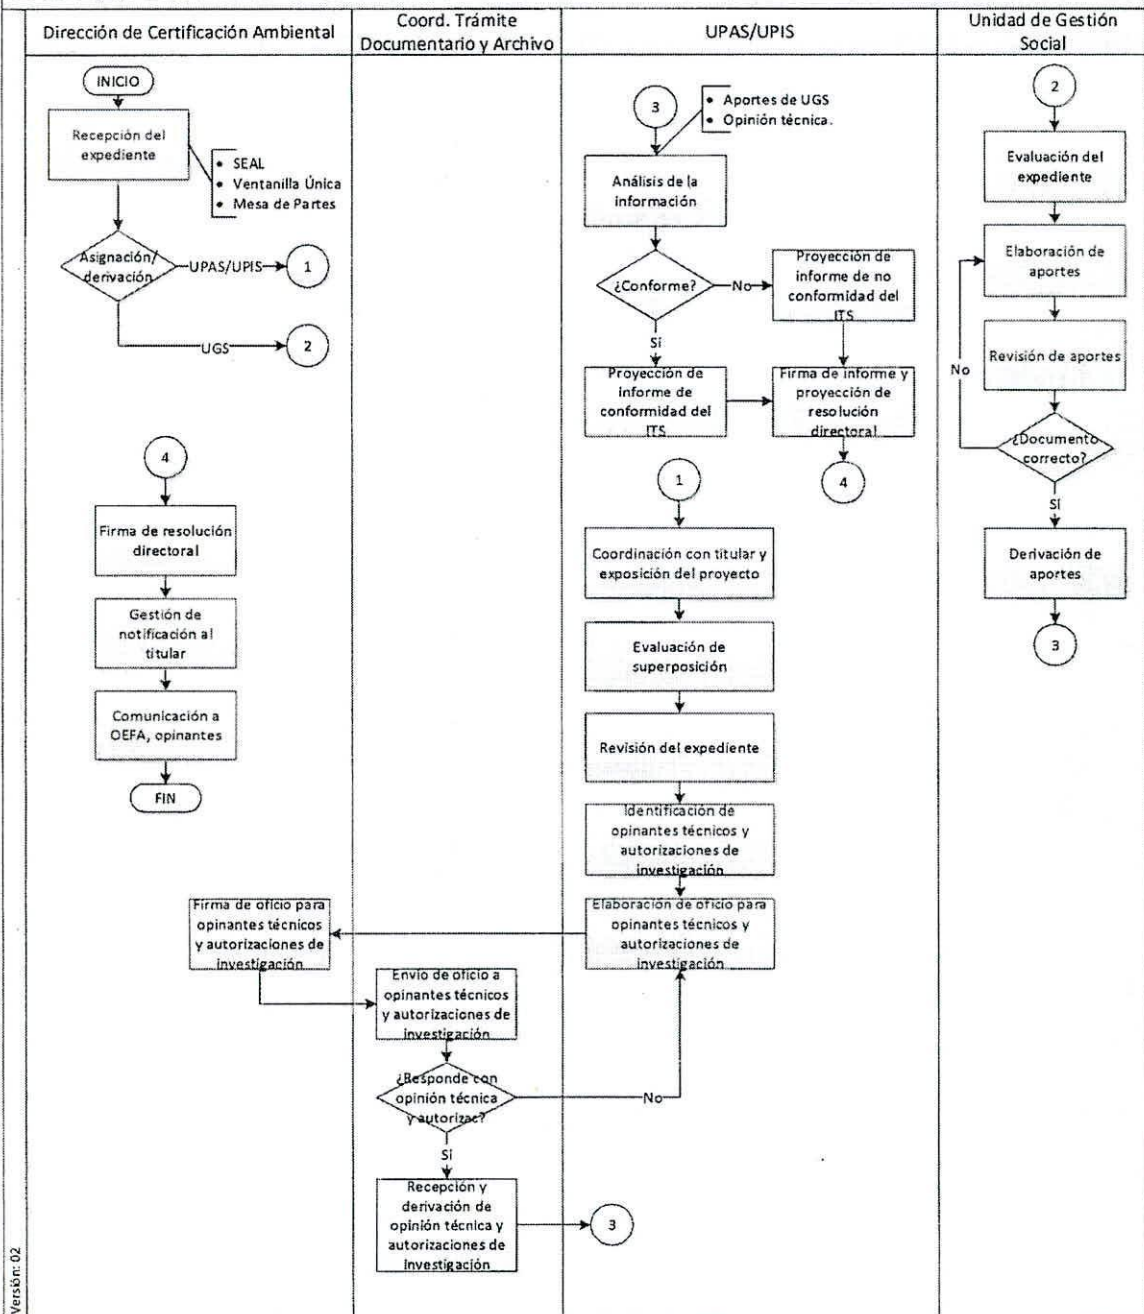 Dirección de Certificación Ambiental
Coord. Trámite
Documentario y Archivo
UPAS/UPIS
Unidad de Gestión
Social
INICIO
Recepción del
expediente
• SEAL
• Ventanilla Única
• Mesa de Partes
Asignación/
derivación
UPAS/UPIS
1
UGS
2
4
Firma de resolución
directoral
Gestión de
notificación al
titular
Comunicación a
OEFA, opinantes
FIN
Firma de oficio para
opinantes técnicos
y autorizaciones de
investigación
Envío de oficio a
opinantes técnicos
y autorizaciones de
investigación
¿Responde con
opinión técnica
y autorizac?
No
Sí
Recepción y
derivación de
opinión técnica y
autorizaciones de
Investigación
3
3
• Aportes de UGS
• Opinión técnica.
Análisis de la
información
¿Conforme?
No
Proyección de
informe de no
conformidad del
ITS
Sí
Proyección de
informe de
conformidad del
ITS
Firma de informe y
proyección de
resolución
directoral
4
1
Coordinación con titular y
exposición del proyecto
Evaluación de
superposición
Revisión del expediente
Identificación de
opinantes técnicos y
autorizaciones de
investigación
Elaboración de oficio para
opinantes técnicos y
autorizaciones de
investigación
2
Evaluación del
expediente
Elaboración de
aportes
Revisión de aportes
No
¿Documento
correcto?
Sí
Derivación de
aportes
3
Versión: 02